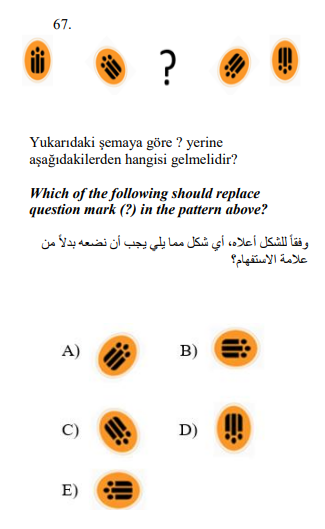 67.
?
Yukarıdaki şemaya göre ? yerine
aşağıdakilerden hangisi gelmelidir?
Which of the following should replace
question mark (?) in the pattern above?
وفقاً للشكل أعلاه، أي شكل مما يلي يجب أن نضعه بدلاً من
علامة الاستفهام؟
A)
B)
C)
D)
E)